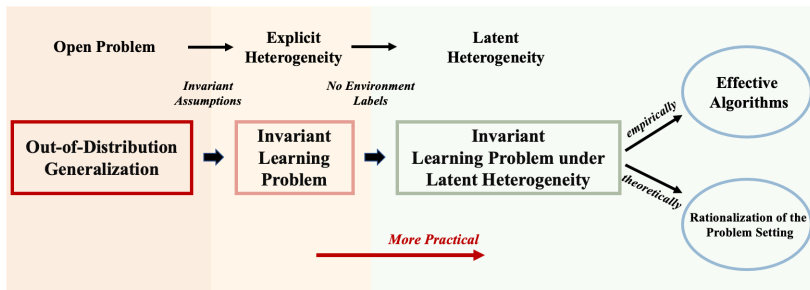 Open Problem
Explicit
Heterogeneity
Latent
Heterogeneity
Invariant
Assumptions
No Environment
Labels
Out-of-Distribution
Generalization
Invariant
Learning
Problem
Invariant
Learning Problem under
Latent Heterogeneity
empirically
theoretically
Effective
Algorithms
Rationalization of the
Problem Setting
More Practical